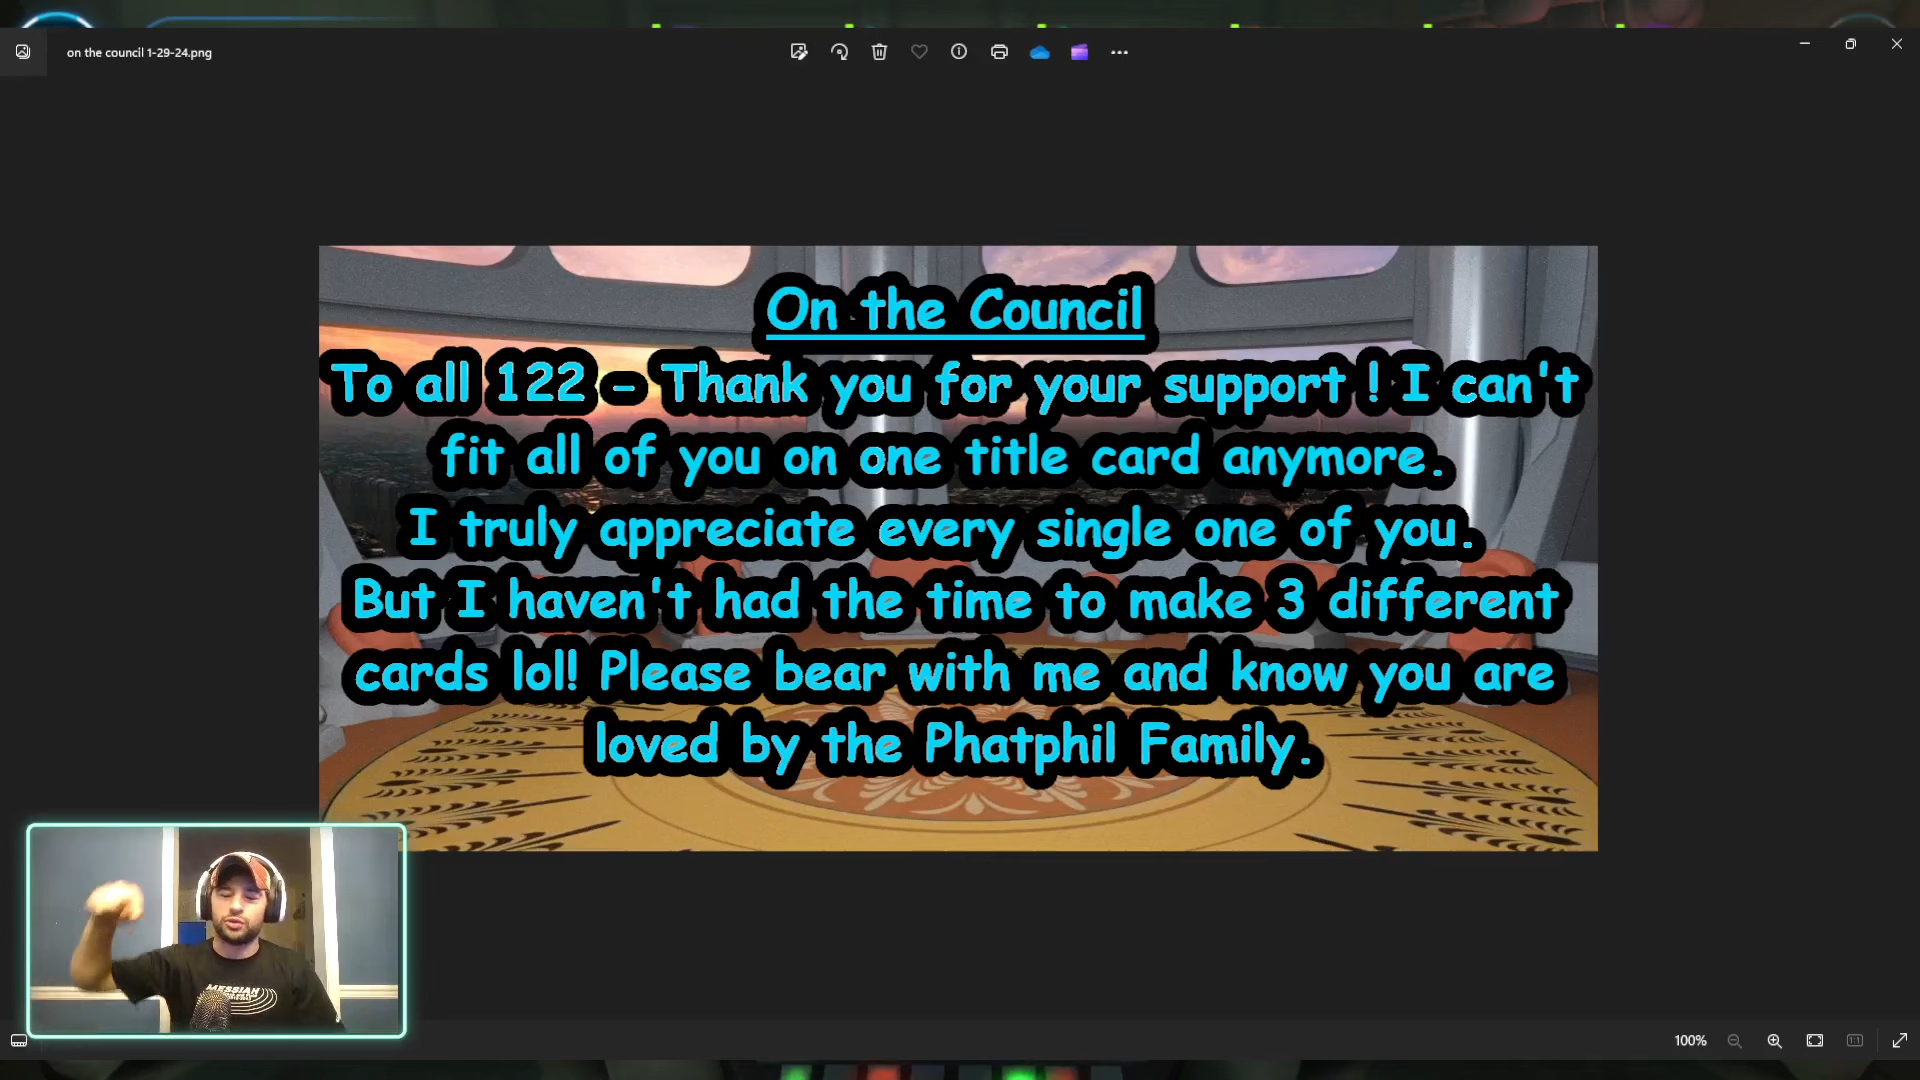 on the council 1-29-24.png
On the Council
To all 122 - Thank you for your support ! I can't
fit all of you on one title card anymore.
I truly appreciate every single one of you.
But I haven't had the time to make 3 different
cards lol! Please bear with me and know you are
loved by the Phatphil Family.
MESSIAH
100%